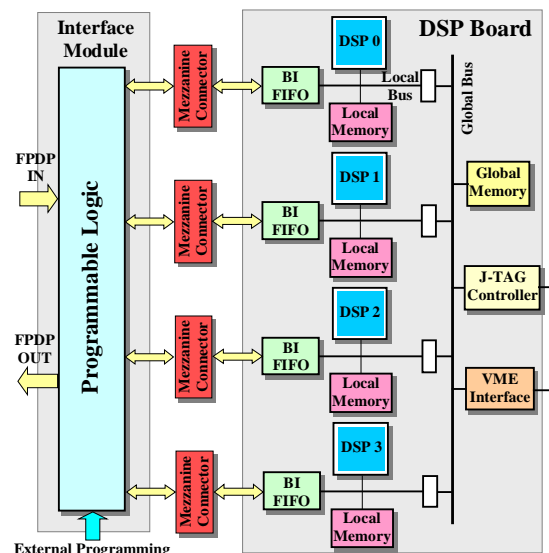 Interface
Module
DSP Board
Programmable Logic
FPDP
IN
FPDP
OUT
External Programming
Mezzanine
Connector
BI
FIFO
DSP 0
Local
Bus
Local
Memory
Global Bus
Mezzanine
Connector
BI
FIFO
DSP 1
Local
Memory
Global
Memory
Mezzanine
Connector
BI
FIFO
DSP 2
Local
Memory
J-TAG
Controller
VME
Interface
Mezzanine
Connector
BI
FIFO
DSP 3
Local
Memory